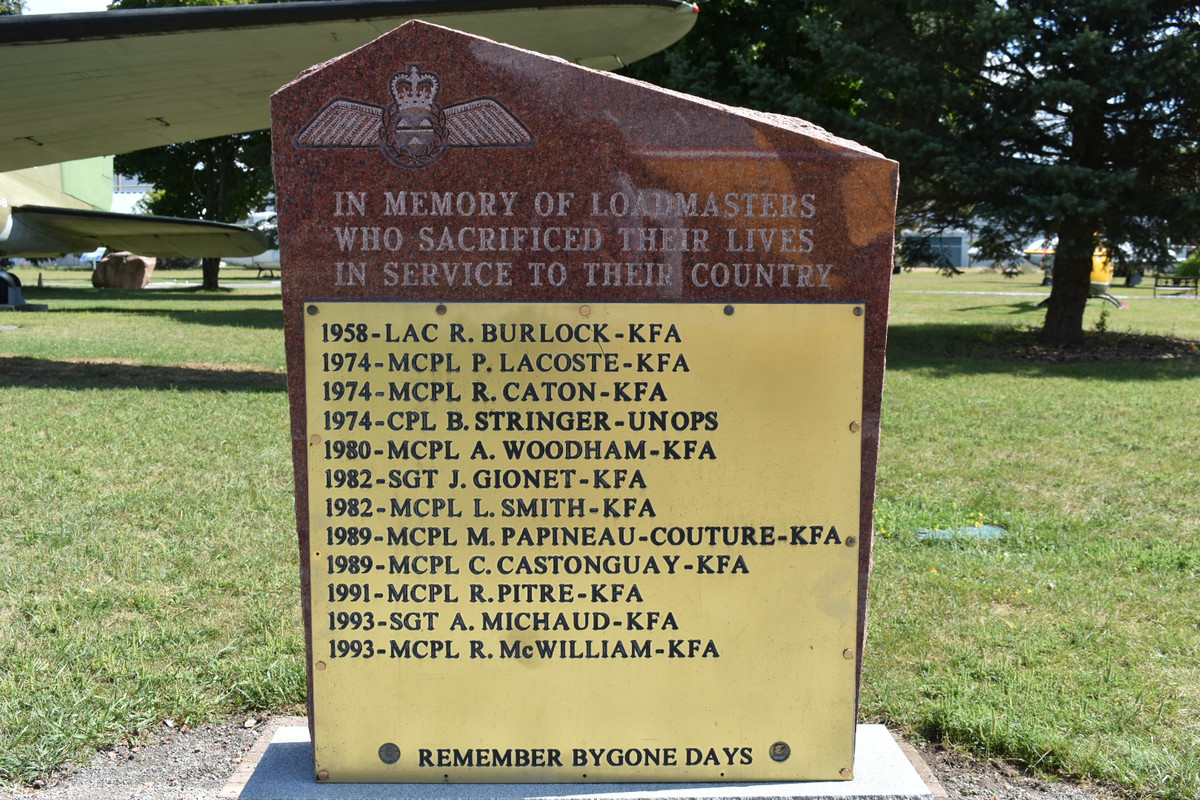 IN MEMORY OF LOADMASTERS
WHO SACRIFICED THEIR LIVES
IN SERVICE TO THEIR COUNTRY
1958-LAC R. BURLOCK-KFA
1974-MCPL P. LACOSTE-KFA
1974-MCPL R. CATON-KFA
1974-CPL B. STRINGER-UNOPS
1980-MCPL A. WOODHAM-KFA
1982-SGT J. GIONET-KFA
1982-MCPL L. SMITH-KFA
1989-MCPL M. PAPINEAU-COUTURE-KFA
1989-MCPL C. CASTONGUAY-KFA
1991-MCPL R. PITRE-KFA
1993-SGT A. MICHAUD-KFA
1993-MCPL R. McWILLIAM-KFA
REMEMBER BYGONE DAYS